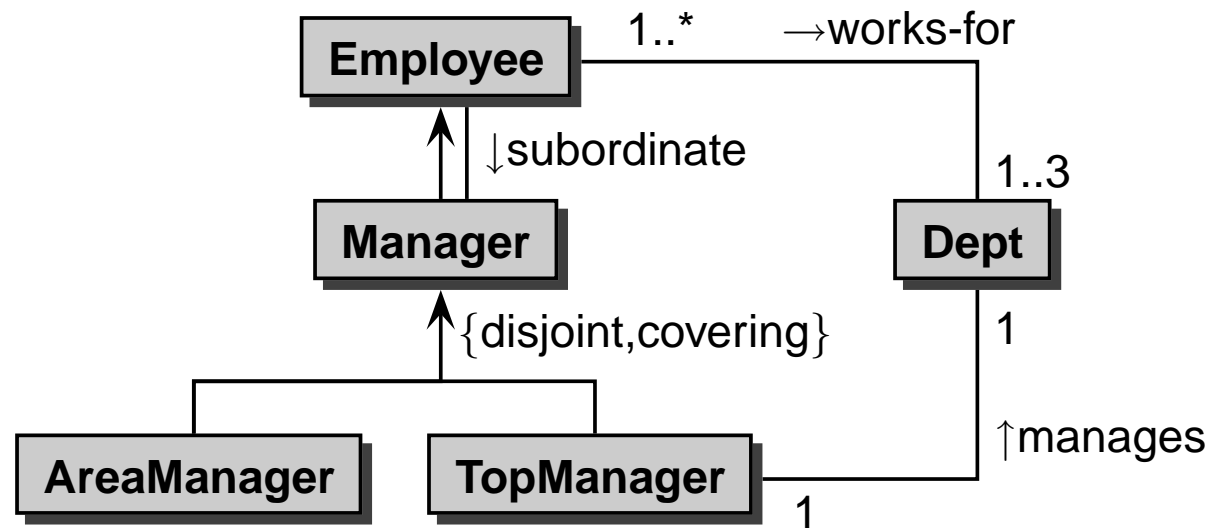 1..* →works-for
Employee
↓subordinate
1..3
Manager
Dept
{disjoint,covering}
1
↑manages
AreaManager
TopManager
1